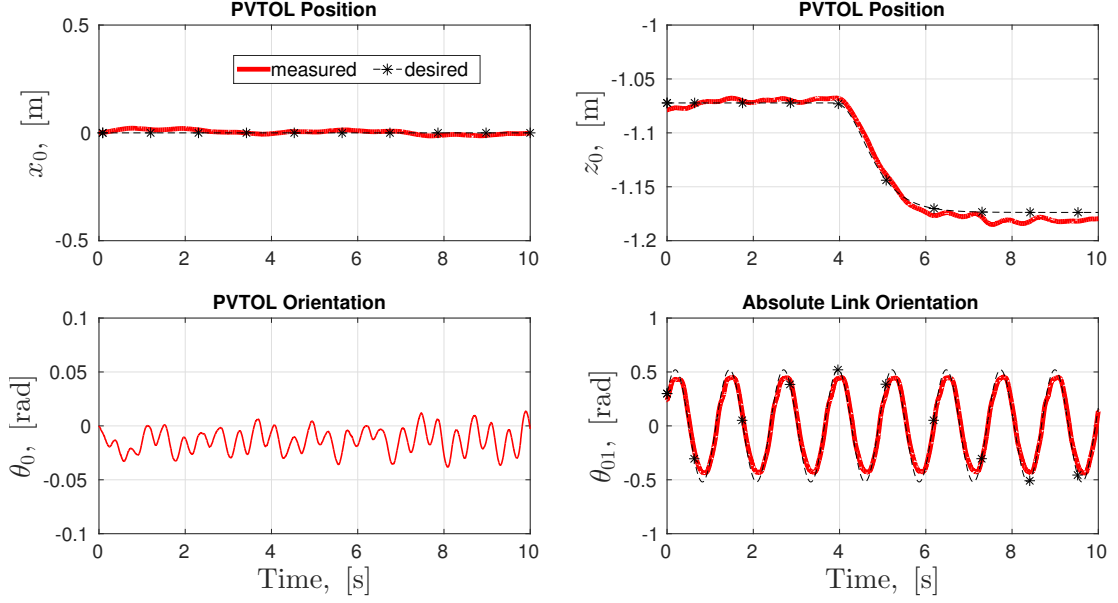 PVTOL Position
0.5
0
-0.5
x0, [m]
measured
desired
0 2 4 6 8 10
PVTOL Position
-1
-1.05
-1.1
-1.15
-1.2
z0, [m]
0 2 4 6 8 10
PVTOL Orientation
0.1
0.05
0
-0.05
-0.1
θ0, [rad]
0 2 4 6 8 10
Time, [s]
Absolute Link Orientation
1
0.5
0
-0.5
-1
θ01, [rad]
0 2 4 6 8 10
Time, [s]